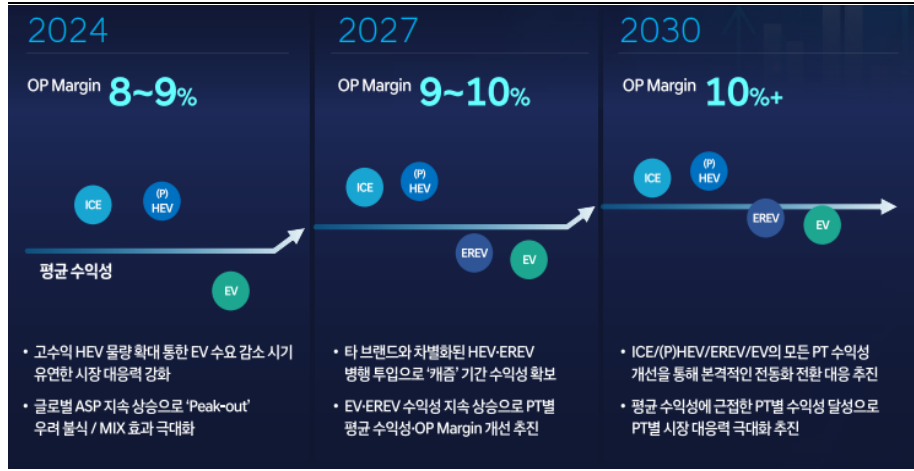 2024
OP Margin 8~9%
ICE
(P)
HEV
평균 수익성
EV
• 고수익 HEV 물량 확대 통한 EV 수요 감소 시기
유연한 시장 대응력 강화
• 글로벌 ASP 지속 상승으로 ‘Peak-out’
우려 불식 / MIX 효과 극대화
2027
OP Margin 9~10%
ICE
(P)
HEV
EREV
EV
• 타 브랜드와 차별화된 HEV·EREV
병행 투입으로 ‘캐즘’ 기간 수익성 확보
• EV·EREV 수익성 지속 상승으로 PT별
평균 수익성·OP Margin 개선 추진
2030
OP Margin 10%+
ICE
(P)
HEV
EREV
EV
• ICE/(P)HEV/EREV/EV의 모든 PT 수익성
개선을 통해 본격적인 전동화 전환 대응 추진
• 평균 수익성에 근접한 PT별 수익성 달성으로
PT별 시장 대응력 극대화 추진